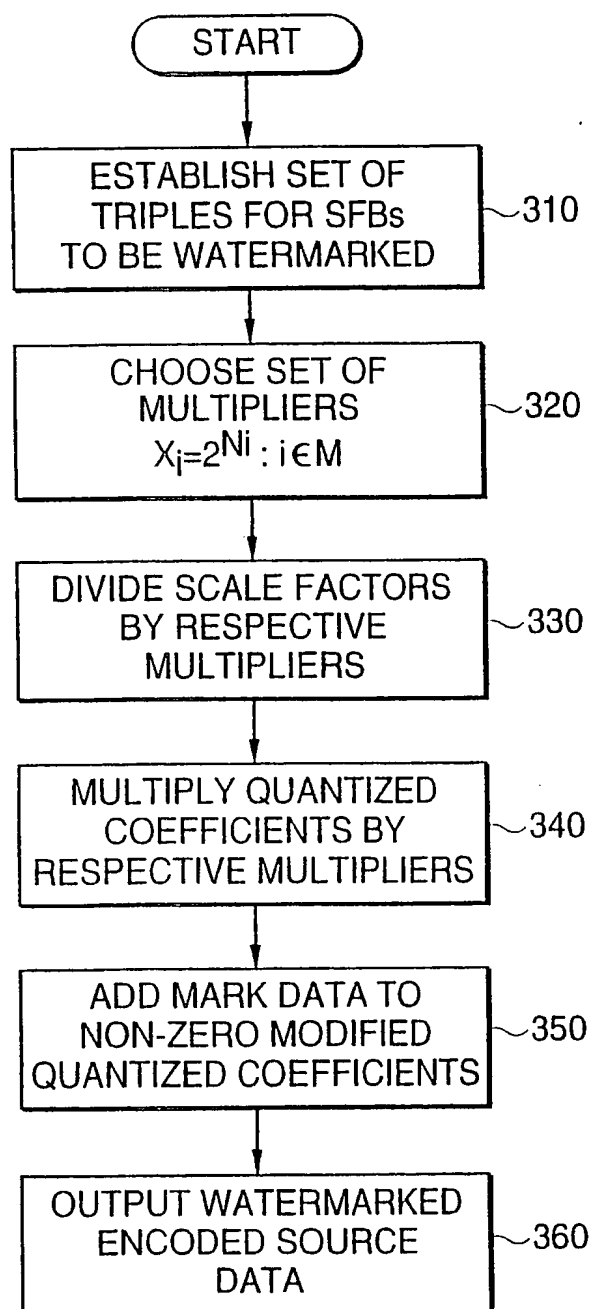 START
ESTABLISH SET OF
TRIPLES FOR SFBs
TO BE WATERMARKED
310
CHOOSE SET OF
MULTIPLIERS
Xi=2^Ni : i∈M
320
DIVIDE SCALE FACTORS
BY RESPECTIVE
MULTIPLIERS
330
MULTIPLY QUANTIZED
COEFFICIENTS BY
RESPECTIVE MULTIPLIERS
340
ADD MARK DATA TO
NON-ZERO MODIFIED
QUANTIZED COEFFICIENTS
350
OUTPUT WATERMARKED
ENCODED SOURCE
DATA
360